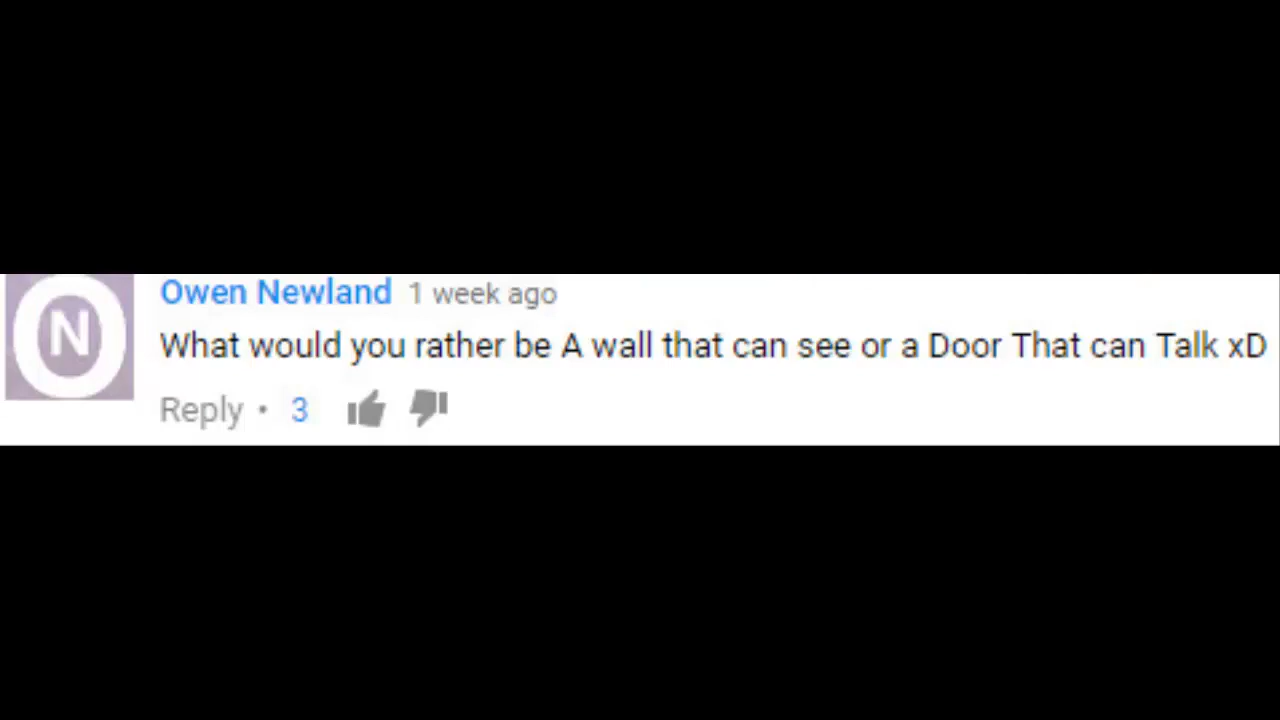 ON
Owen Newland 1 week ago
What would you rather be A wall that can see or a Door That can Talk xD
Reply • 3